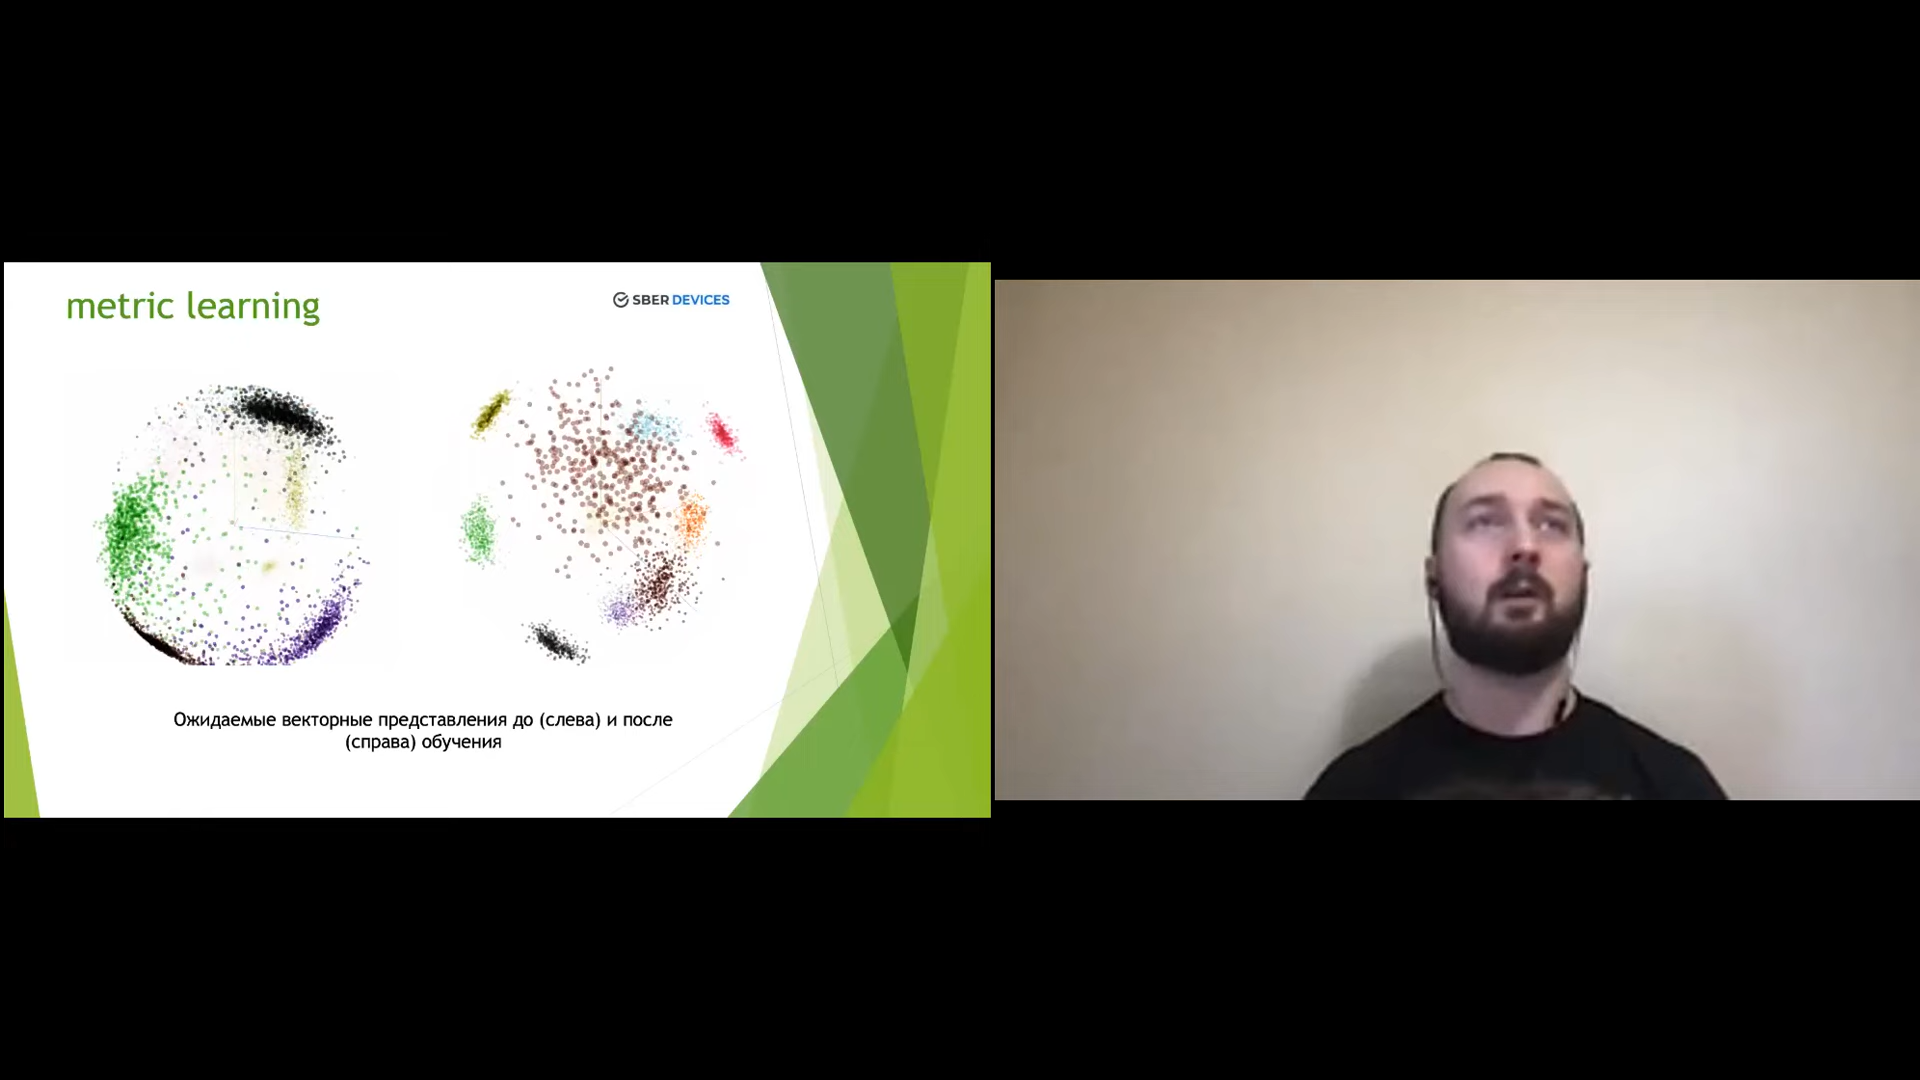 metric learning
SBER DEVICES
Ожидаемые векторные представления до (слева) и после
(справа) обучения